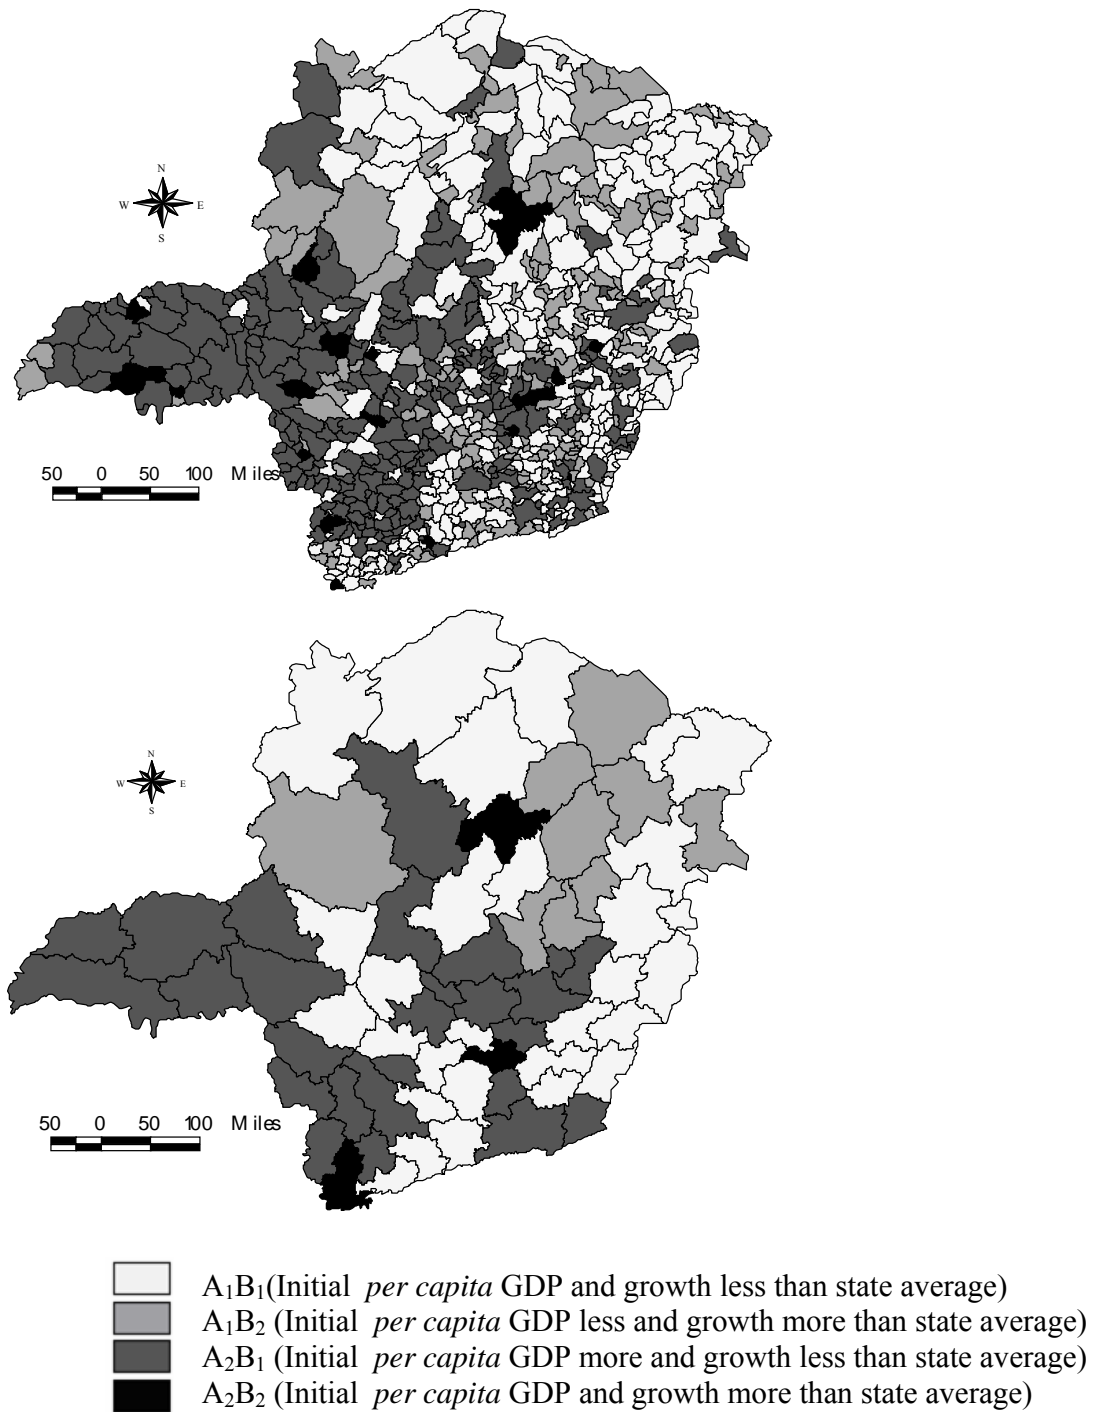 N
W E
S
50 0 50 100 Miles
N
W E
S
50 0 50 100 Miles
A₁B₁(Initial per capita GDP and growth less than state average)
A₁B₂ (Initial per capita GDP less and growth more than state average)
A₂B₁ (Initial per capita GDP more and growth less than state average)
A₂B₂ (Initial per capita GDP and growth more than state average)